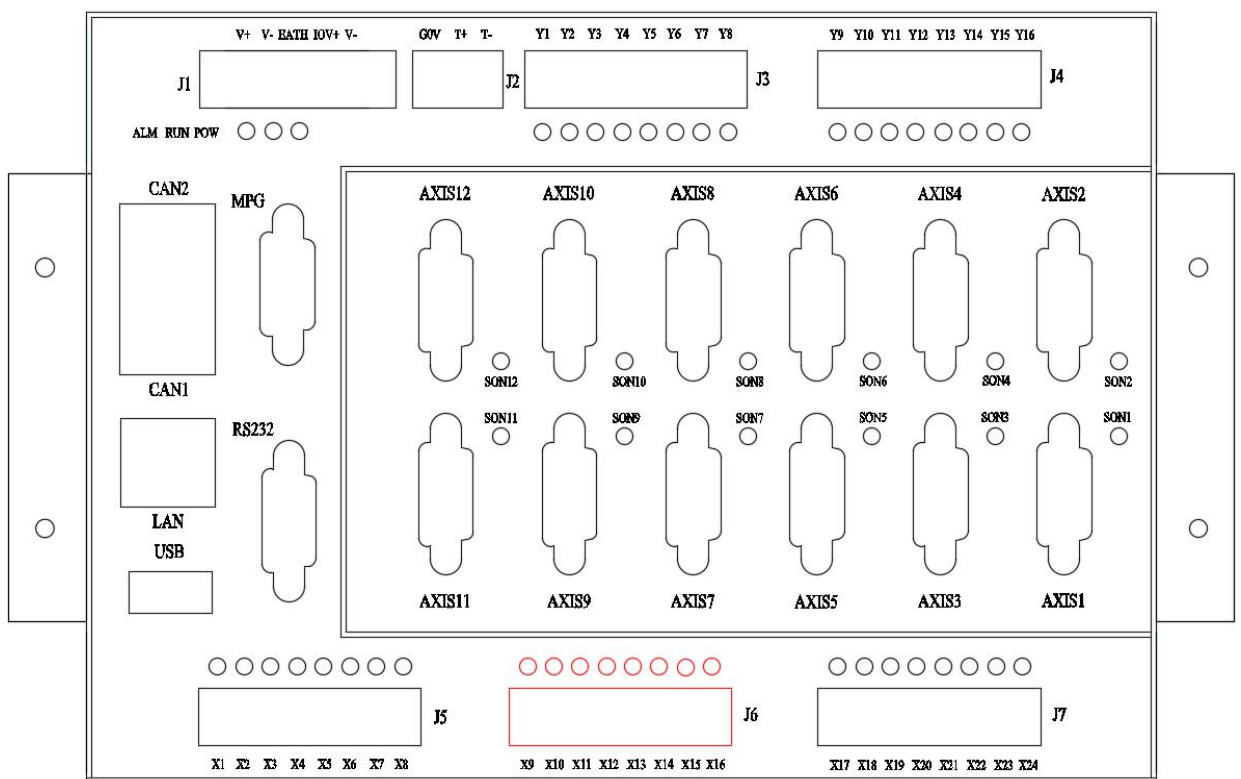 V+ V- EATH IOV+ V- G0V T+ T- Y1 Y2 Y3 Y4 Y5 Y6 Y7 Y8 Y9 Y10 Y11 Y12 Y13 Y14 Y15 Y16
J1 J2 J3 J4
ALM RUN POW
CAN2 AXIS12 AXIS10 AXIS8 AXIS6 AXIS4 AXIS2
MPG
SON12 SON10 SON8 SON6 SON4 SON2
CAN1
SON11 SON9 SON7 SON5 SON3 SON1
RS232
LAN
USB
AXIS11 AXIS9 AXIS7 AXIS5 AXIS3 AXIS1
J5 J6 J7
X1 X2 X3 X4 X5 X6 X7 X8 X9 X10 X11 X12 X13 X14 X15 X16 X17 X18 X19 X20 X21 X22 X23 X24